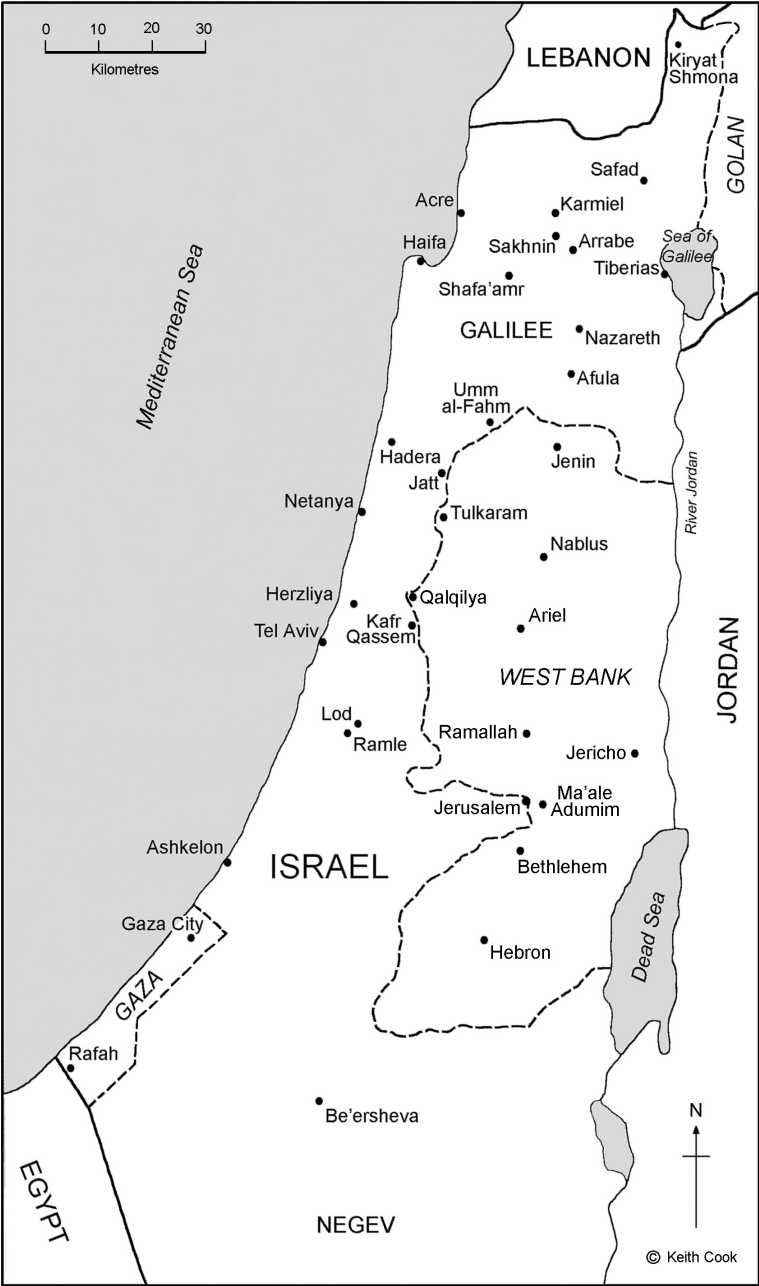 0 10 20 30
Kilometres
LEBANON
Kiryat
Shmona
GOLAN
Safad
Acre
Karmiel
Haifa
Sakhnin
Arrabe
Sea of
Galilee
Tiberias
Shafa’amr
Mediterranean Sea
GALILEE
Nazareth
Afula
Umm
al-Fahm
Hadera
Jenin
Jatt
River Jordan
Netanya
Tulkaram
Nablus
Herzliya
Qalqilya
Kafr
Qassem
Ariel
Tel Aviv
JORDAN
WEST BANK
Lod
Ramle
Ramallah
Jericho
Jerusalem
Ma’ale
Adumim
Ashkelon
ISRAEL
Bethlehem
Gaza City
Dead Sea
Hebron
GAZA
Rafah
Be’ersheva
N
EGYPT
NEGEV
© Keith Cook